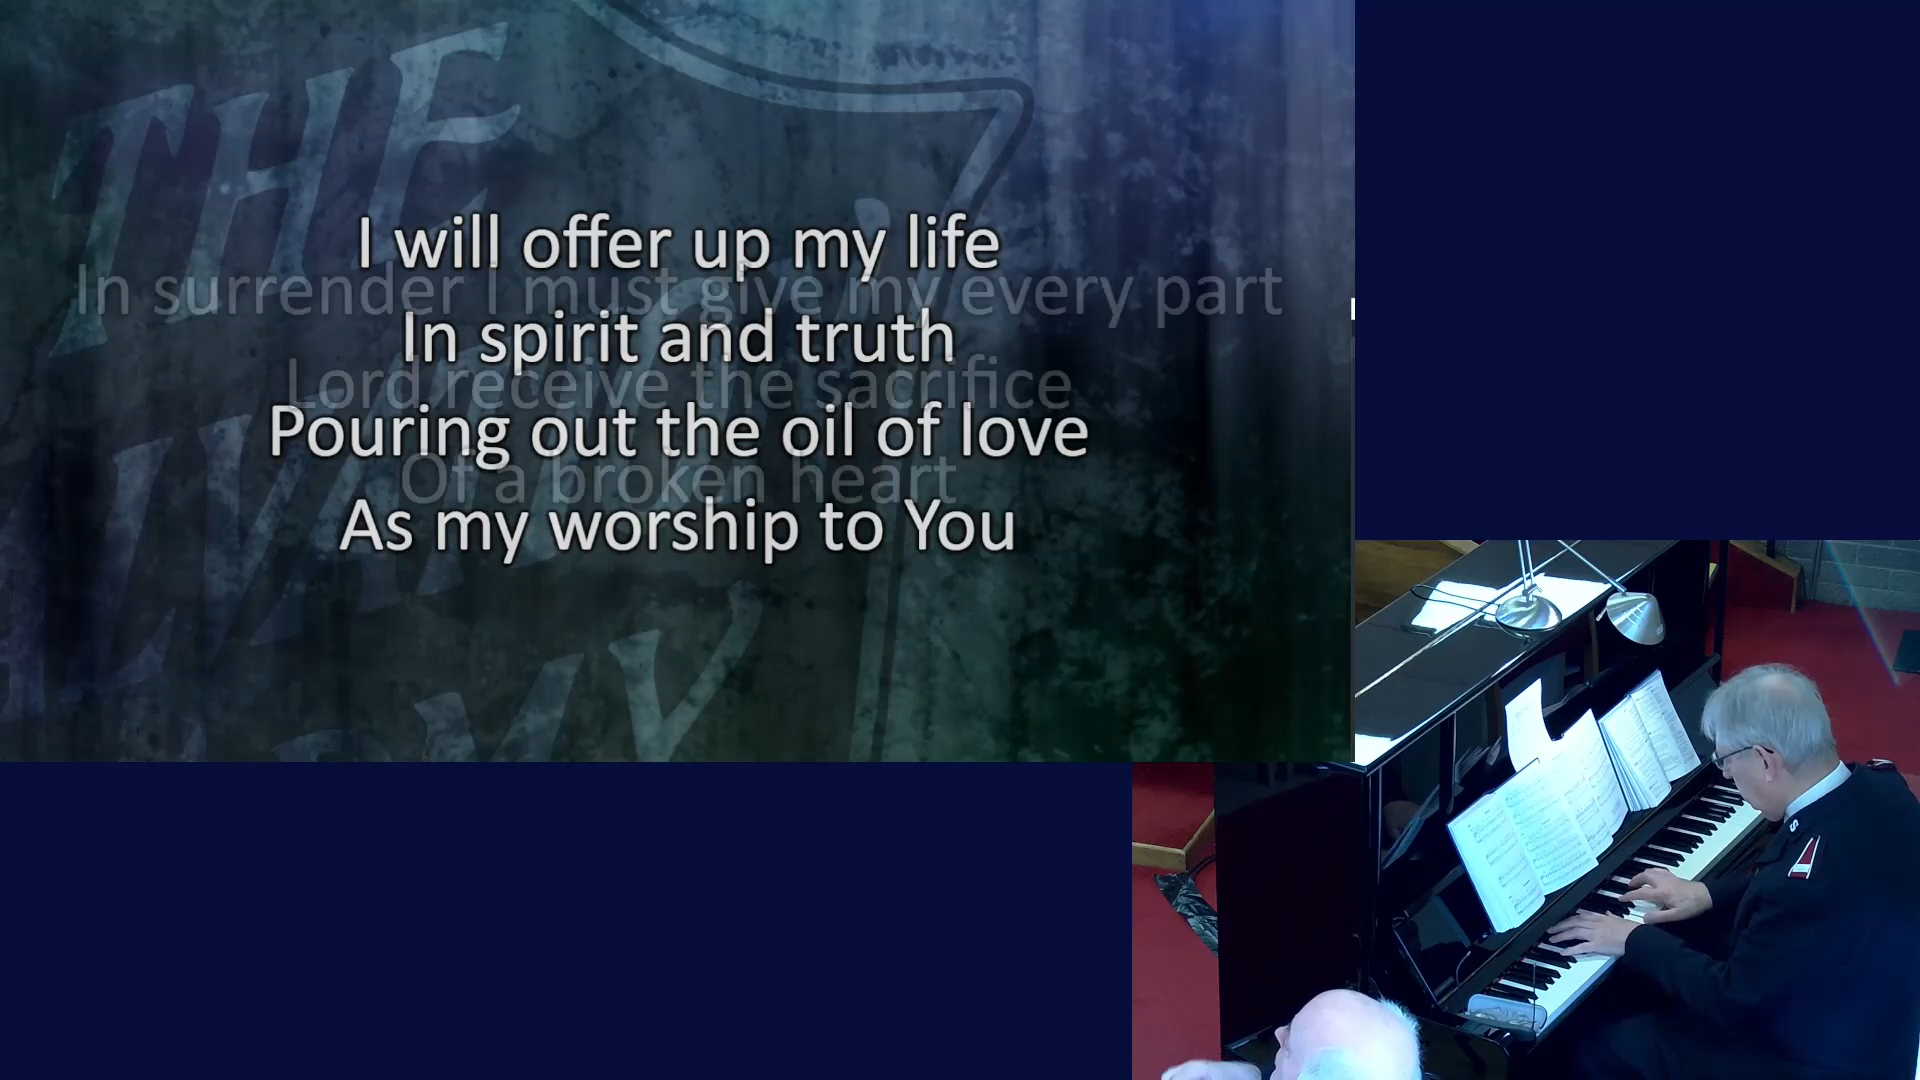 THE
I will offer up my life
In surrender I must give my every part
In spirit and truth
Lord receive the sacrifice
Pouring out the oil of love
Of a broken heart
As my worship to You
S